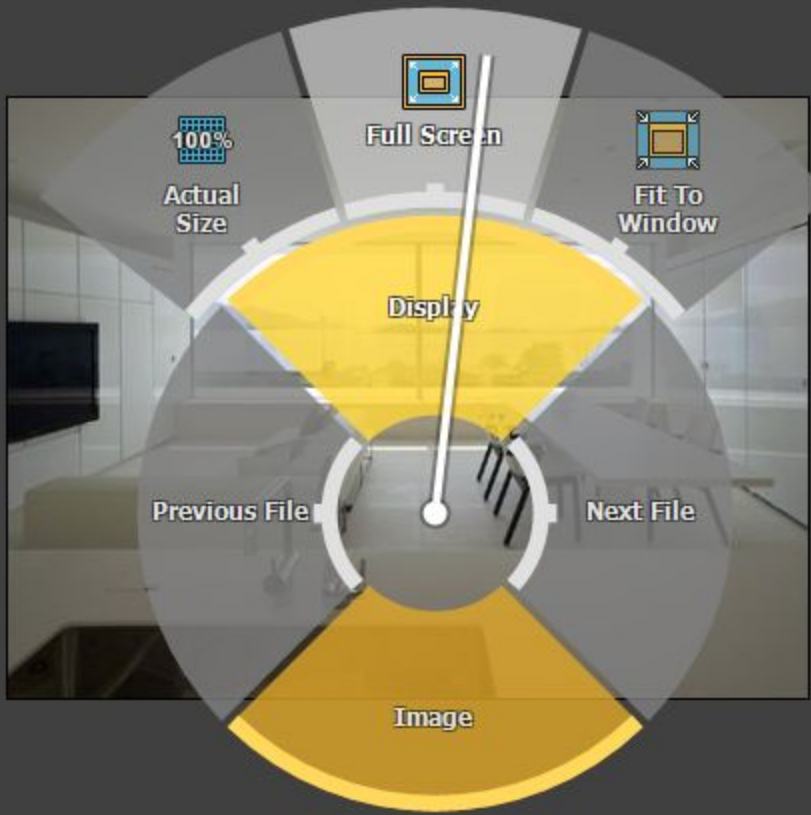 Full Screen
100%
Actual
Size
Fit To
Window
Display
Previous File
Next File
Image